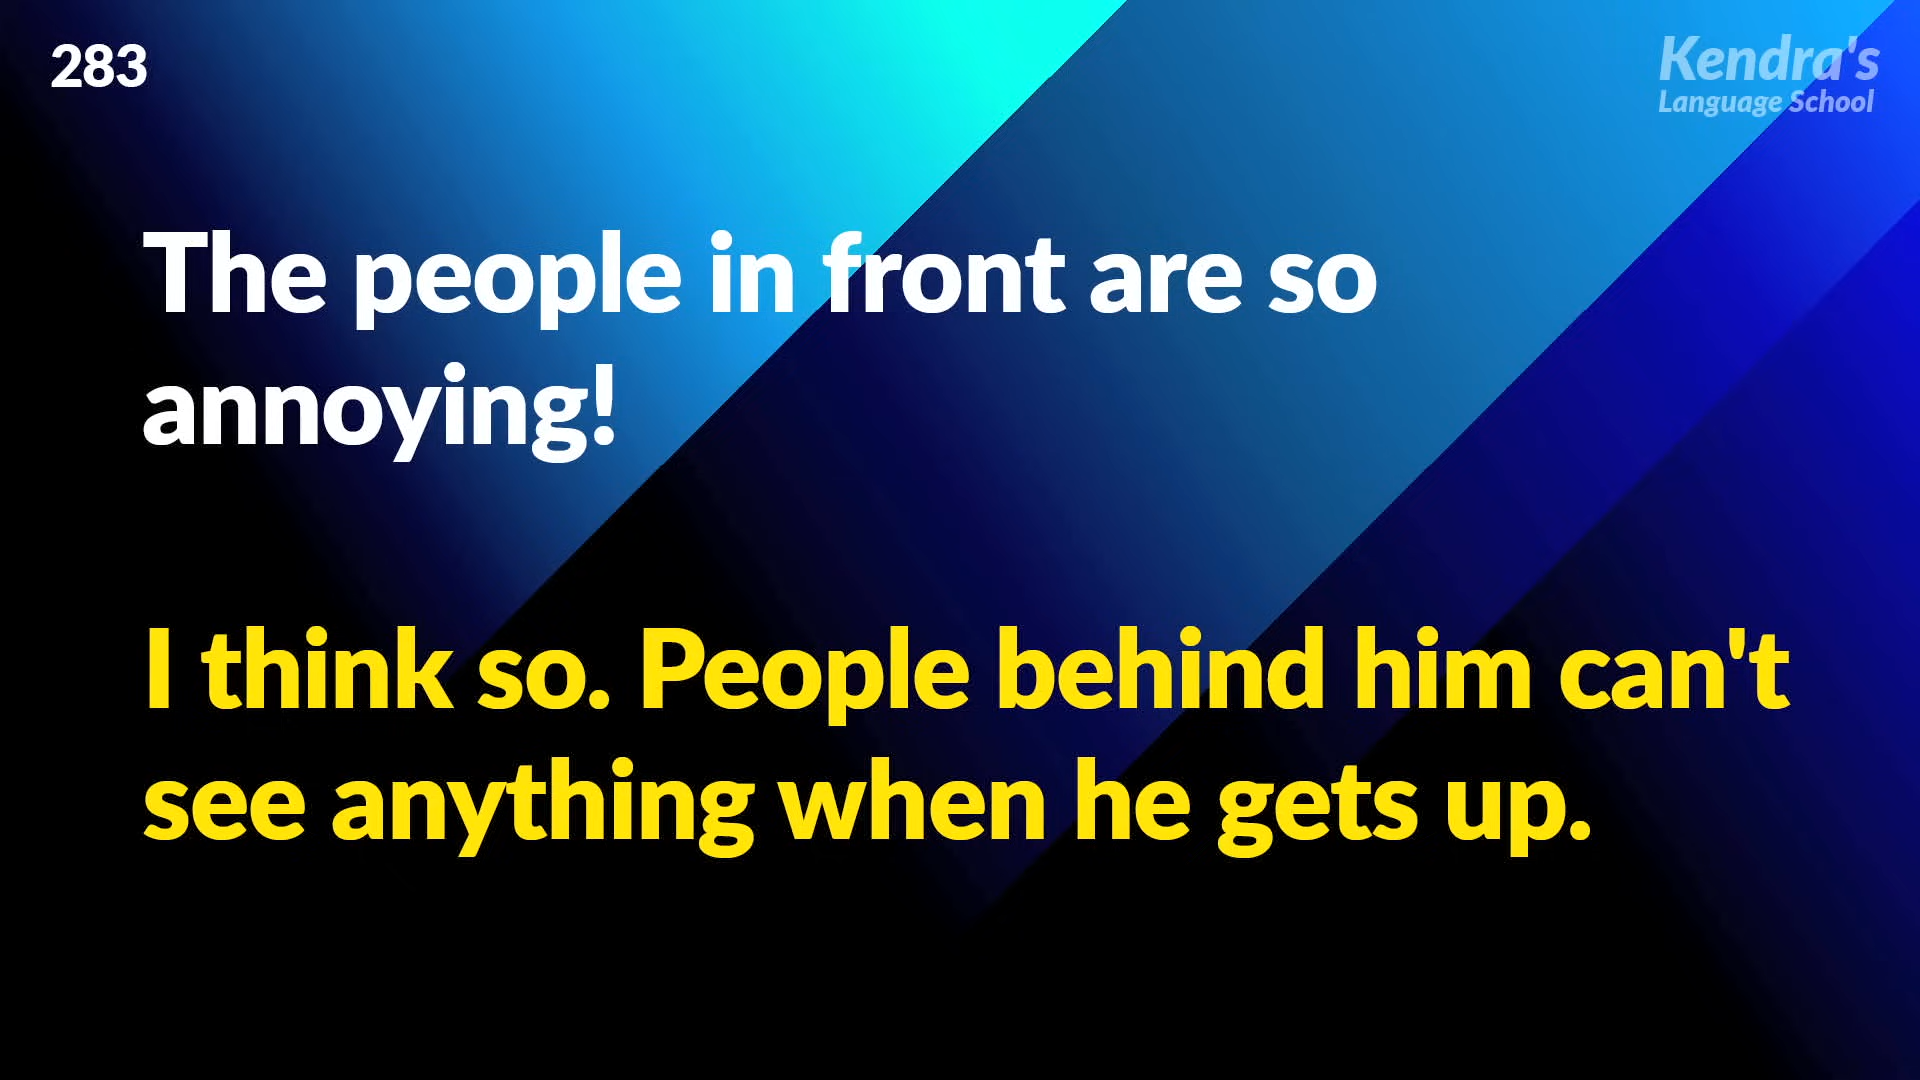 283
Kendra's
Language School
The people in front are so
annoying!
I think so. People behind him can't
see anything when he gets up.